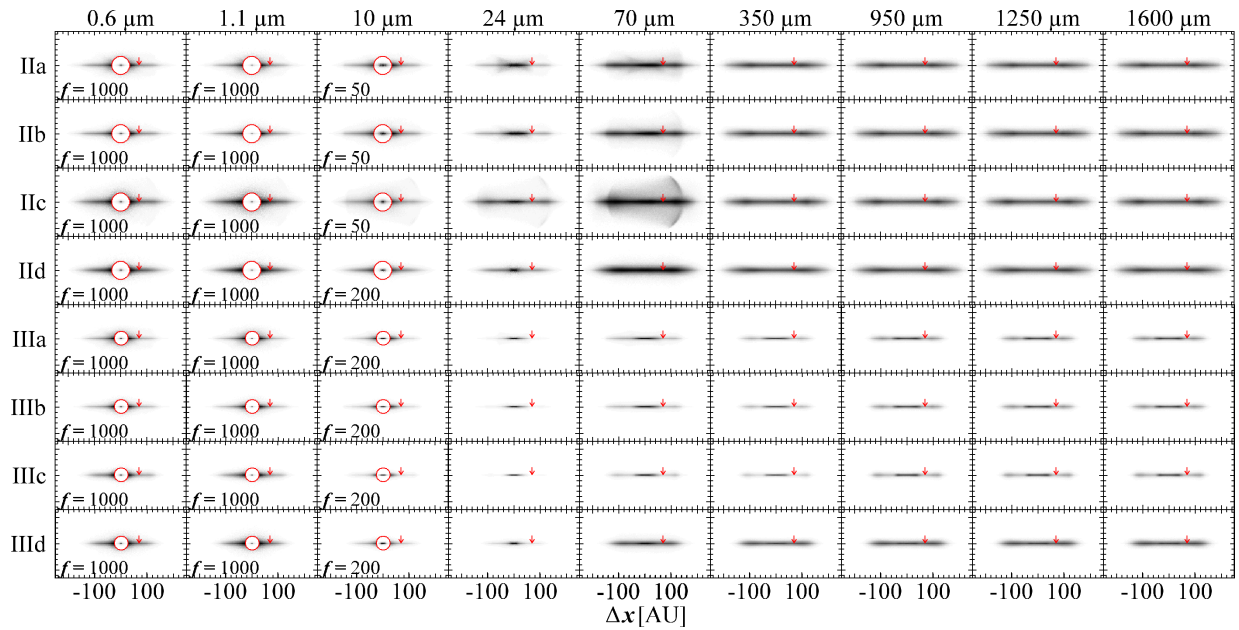 0.6 μm 1.1 μm 10 μm 24 μm 70 μm 350 μm 950 μm 1250 μm 1600 μm
IIa
f = 1000 f = 1000 f = 50
IIb
f = 1000 f = 1000 f = 50
IIc
f = 1000 f = 1000 f = 50
IId
f = 1000 f = 1000 f = 200
IIIa
f = 1000 f = 1000 f = 200
IIIb
f = 1000 f = 1000 f = 200
IIIc
f = 1000 f = 1000 f = 200
IIId
f = 1000 f = 1000 f = 200
-100 100 -100 100 -100 100 -100 100 -100 100 -100 100 -100 100 -100 100 -100 100
Δx [AU]